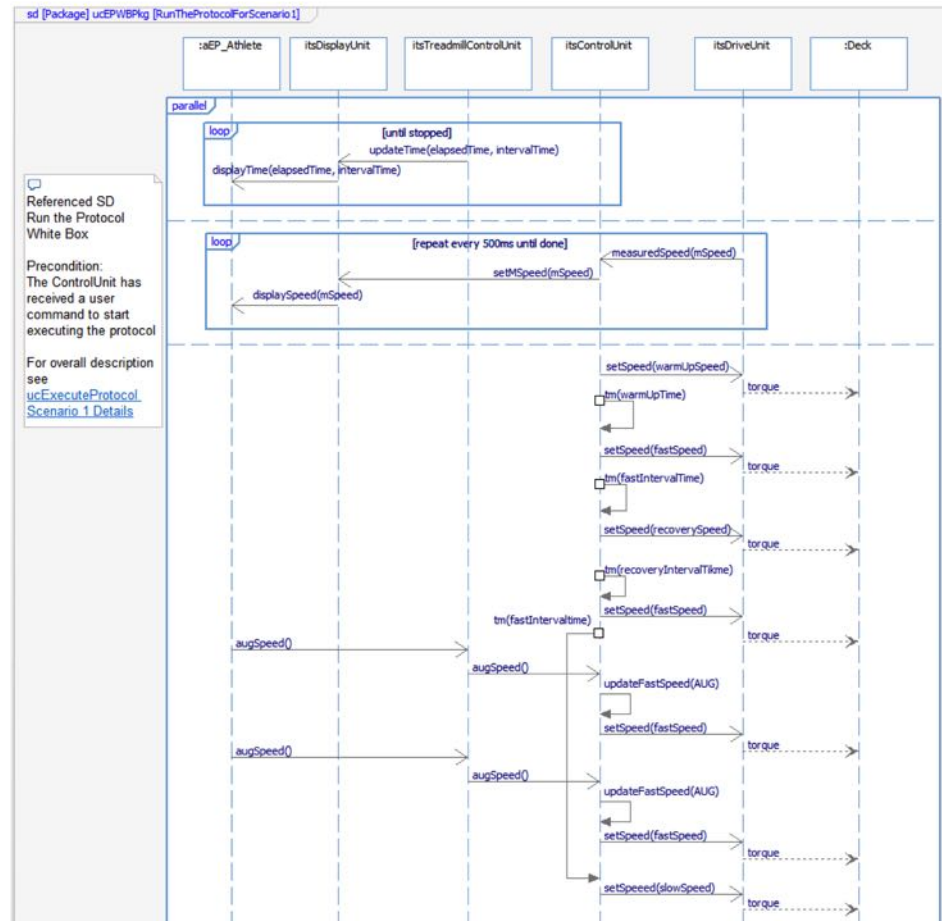 sd [Package] ucEPWBPkg [RunTheProtocolForScenario1]
:aEP_Athlete
itsDisplayUnit
itsTreadmillControlUnit
itsControlUnit
itsDriveUnit
:Deck
parallel
loop
[until stopped]
updateTime(elapsedTime, intervalTime)
displayTime(elapsedTime, intervalTime)
Referenced SD
Run the Protocol
White Box
Precondition:
The ControlUnit has
received a user
command to start
executing the protocol
For overall description
see
ucExecuteProtocol
Scenario 1 Details
loop
[repeat every 500ms until done]
measuredSpeed(mSpeed)
setMSpeed(mSpeed)
displaySpeed(mSpeed)
setSpeed(warmUpSpeed)
torque
tm(warmUpTime)
setSpeed(fastSpeed)
torque
tm(fastIntervalTime)
setSpeed(recoverySpeed)
torque
tm(recoveryIntervalTikme)
setSpeed(fastSpeed)
tm(fastIntervaltime)
torque
augSpeed()
augSpeed()
updateFastSpeed(AUG)
setSpeed(fastSpeed)
torque
augSpeed()
augSpeed()
updateFastSpeed(AUG)
setSpeed(fastSpeed)
torque
setSpeeed(slowSpeed)
torque